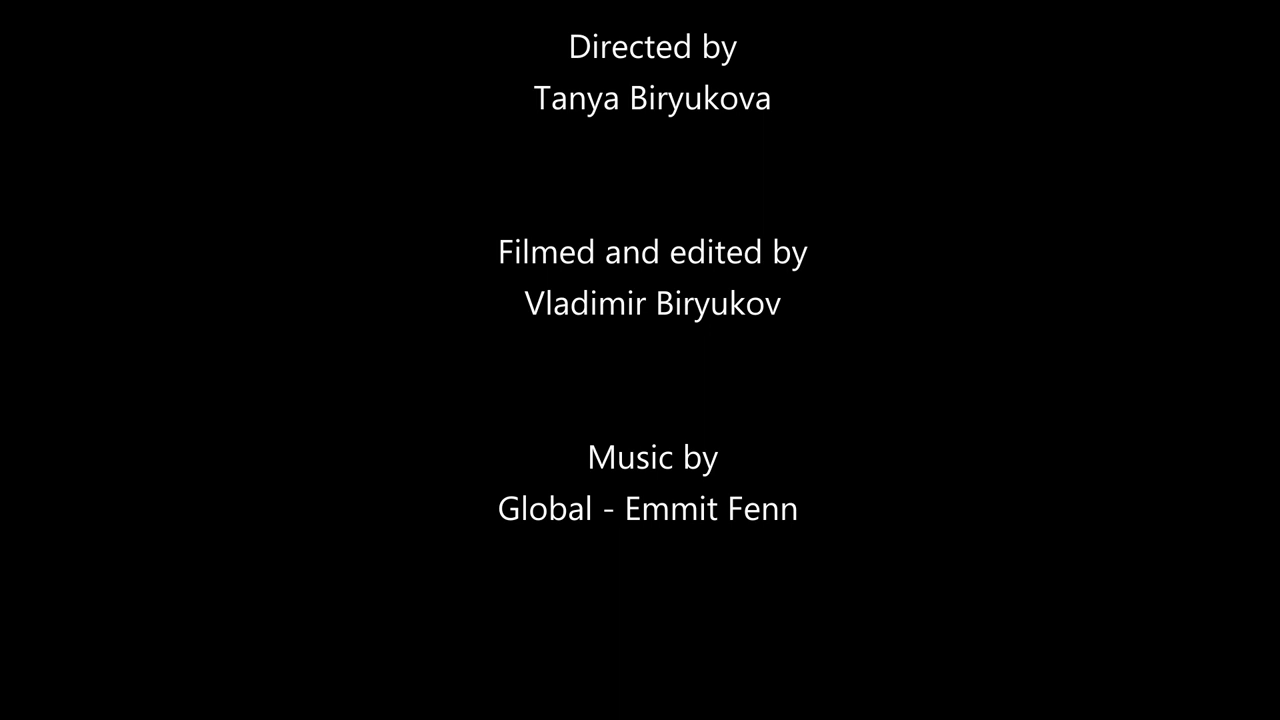 Directed by
Tanya Biryukova
Filmed and edited by
Vladimir Biryukov
Music by
Global - Emmit Fenn